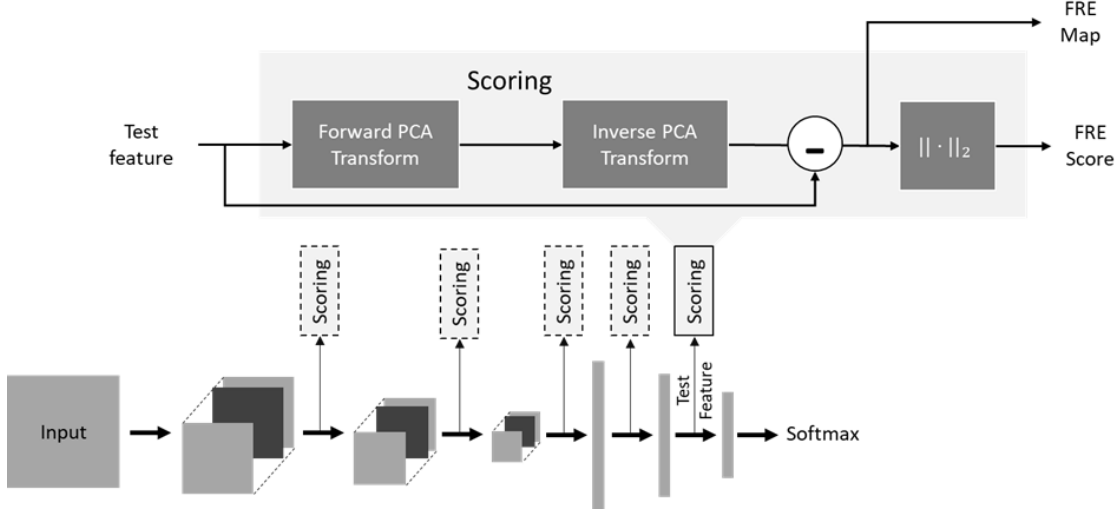 FRE
Map
Scoring
Test
feature
Forward PCA
Transform
Inverse PCA
Transform
-
|| · ||₂
FRE
Score
Scoring
Scoring
Scoring
Scoring
Scoring
Test
Feature
Input
Softmax